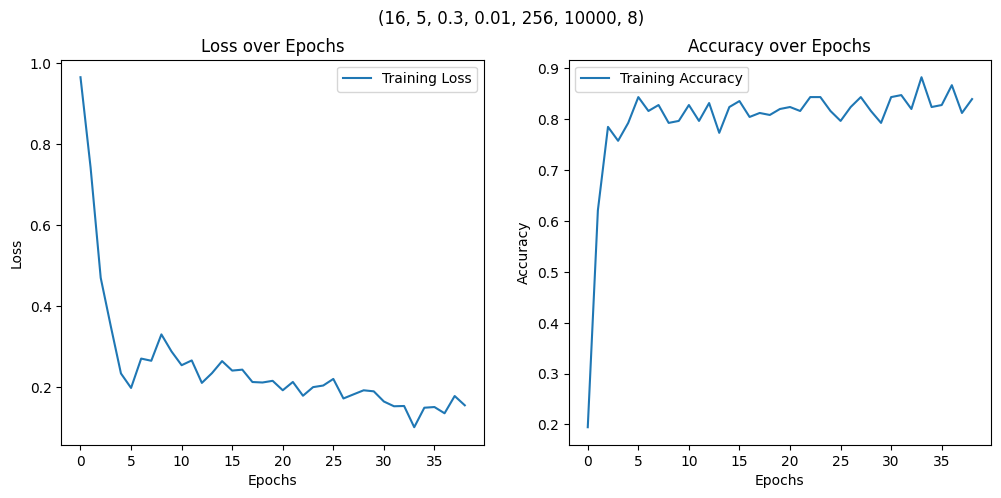 (16, 5, 0.3, 0.01, 256, 10000, 8)
Loss over Epochs
Training Loss
1.0
0.8
0.6
0.4
0.2
Loss
0 5 10 15 20 25 30 35
Epochs
Accuracy over Epochs
Training Accuracy
0.9
0.8
0.7
0.6
0.5
0.4
0.3
0.2
Accuracy
0 5 10 15 20 25 30 35
Epochs